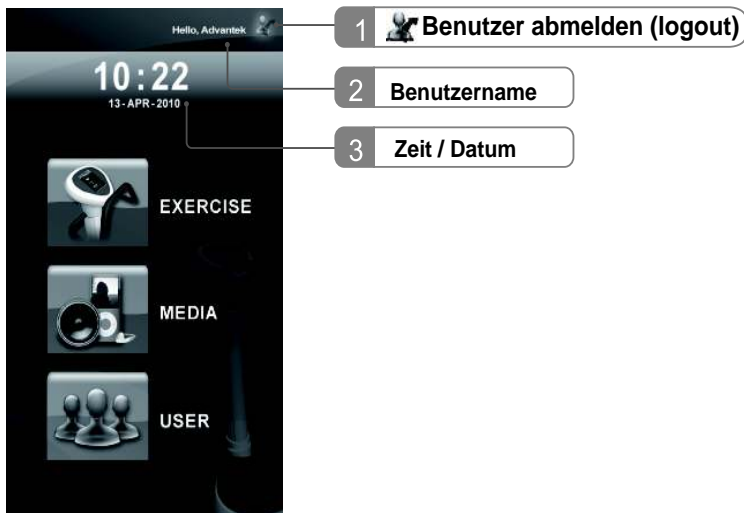 Hello, Advantek
10:22
13-APR-2010
EXERCISE
MEDIA
USER
1 Benutzer abmelden (logout)
2 Benutzername
3 Zeit / Datum